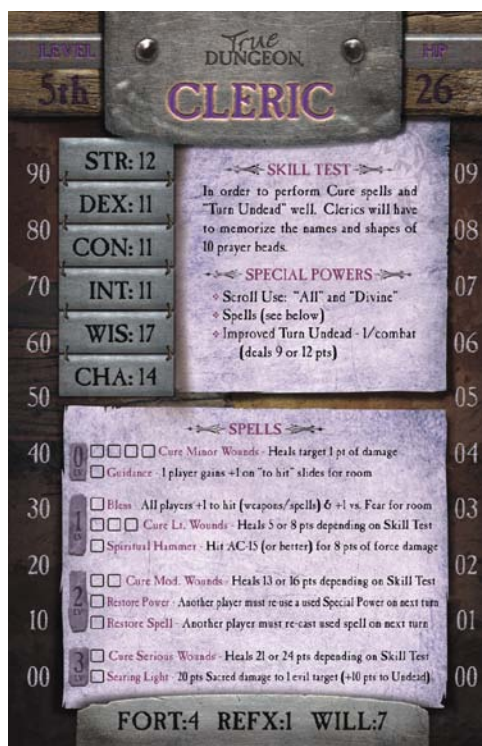 LEVEL
5th
True
DUNGEON
CLERIC
HP
26
STR: 12
DEX: 11
CON: 11
INT: 11
WIS: 17
CHA: 14
SKILL TEST
In order to perform Cure spells and
"Turn Undead" well. Clerics will have
to memorize the names and shapes of
10 prayer beads.
SPECIAL POWERS
Scroll Use: "All" and "Divine"
Spells (see below)
Improved Turn Undead - 1/combat
(deals 9 or 12 pts)
90
80
70
60
50
40
30
20
10
00
09
08
07
06
05
04
03
02
01
00
SPELLS
0 LV
Cure Minor Wounds - Heals target 1 pt of damage
Guidance - 1 player gains +1 on "to hit" slides for room
1
Bless - All players +1 to hit (weapons/spells) & +1 vs. Fear for room
Cure Lt. Wounds - Heals 5 or 8 pts depending on Skill Test
Spiritual Hammer - Hit AC-15 (or better) for 8 pts of force damage
2 LV
Cure Mod. Wounds - Heals 13 or 16 pts depending on Skill Test
Restore Power - Another player must re-use a used Special Power on next turn
Restore Spell - Another player must re-cast used spell on next turn
3 LV
Cure Serious Wounds - Heals 21 or 24 pts depending on Skill Test
Searing Light - 20 pts Sacred damage to 1 evil target (+10 pts to Undead)
FORT:4 REFX:1 WILL:7